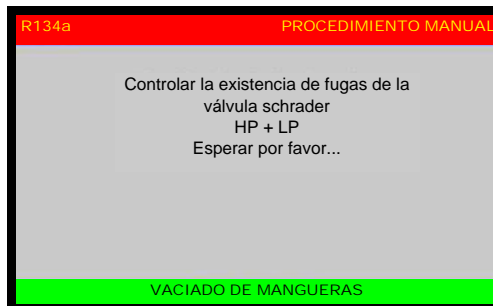 R134a PROCEDIMIENTO MANUAL
Controlar la existencia de fugas de la
válvula schrader
HP + LP
Esperar por favor...
VACIADO DE MANGUERAS